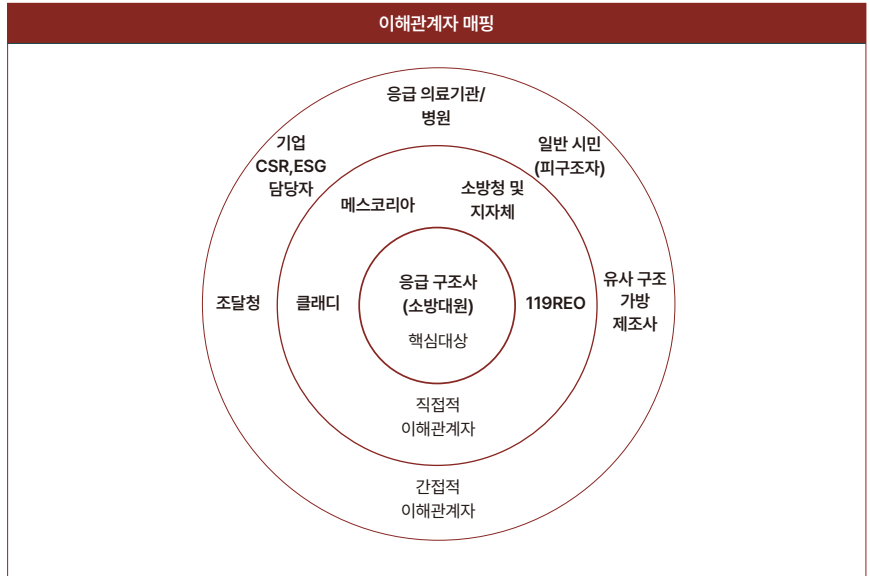 이해관계자 매핑
응급 의료기관/
병원
기업
CSR,ESG
담당자
일반 시민
(피구조자)
메스코리아
소방청 및
지자체
조달청
클래디
응급 구조사
(소방대원)
핵심대상
119REO
유사 구조
가방
제조사
직접적
이해관계자
간접적
이해관계자